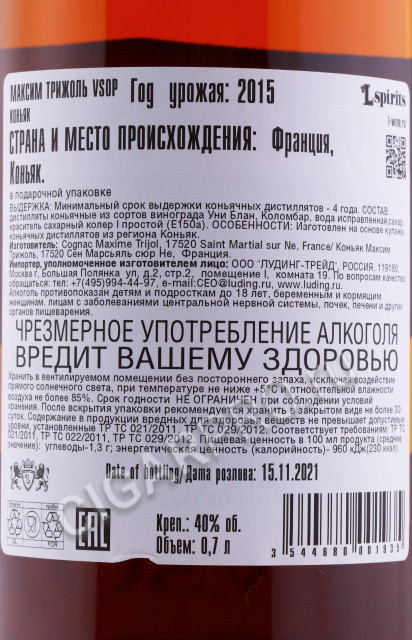 МАКСИМ ТРИЖОЛЬ VSOP Год урожая: 2015
КОНЬЯК
Lspirits
l-wine.ru
СТРАНА И МЕСТО ПРОИСХОЖДЕНИЯ: Франция,
Коньяк.
в подарочной упаковке
ВЫДЕРЖКА: Минимальный срок выдержки коньячных дистиллятов - 4 года. СОСТАВ:
дистилляты коньячные из сортов винограда Уни Блан, Коломбар, вода исправленная,
краситель сахарный колер I простой (E150a). ОСОБЕННОСТИ: Изготовлен на основе купажа
коньячных дистиллятов из региона Коньяк.
Изготовитель: Cognac Maxime Trijol, 17520 Saint Martial sur Ne, France/ Коньяк Максим
Трижоль, 17520 Сен Марсьяль сюр Не, Франция.
Импортер, уполномоченное изготовителем лицо: ООО "ЛУДИНГ-ТРЕЙД", РОССИЯ, 119180,
Москва г, Большая Полянка ул, д.2, стр.2, помещение I, комната 19. По вопросам качества
обращаться: тел: +7(495)994-44-97, e-mail:CEO@luding.ru, www.luding.ru.
Алкоголь противопоказан детям и подросткам до 18 лет, беременным и кормящим
женщинам, лицам с заболеваниями центральной нервной системы, почек, печени и других
органов пищеварения.
ЧРЕЗМЕРНОЕ УПОТРЕБЛЕНИЕ АЛКОГОЛЯ
ВРЕДИТ ВАШЕМУ ЗДОРОВЬЮ
Хранить в вентилируемом помещении без постороннего запаха, исключая воздействие
прямого солнечного света, при температуре не ниже +5°С и относительной влажности
воздуха не более 85%. Срок годности НЕ ОГРАНИЧЕН при соблюдении условий
хранения. После вскрытия упаковки рекомендуется хранить в закрытом виде не более 30
суток. Содержание в продукции вредных для здоровья веществ не превышает допустимые
уровни, установленные ТР ТС 021/2011, ТР ТС 029/2012. Соответствует требованиям: ТР ТС
021/2011, ТР ТС 022/2011, ТР ТС 029/2012. Пищевая ценность в 100 мл продукта (среднее
значение): углеводы-1,3 г; энергетическая ценность (калорийность)- 960 кДж(230 ккал).
Date of bottling/Дата розлива: 15.11.2021
EAC
Креп.: 40% об.
Объем: 0,7 л
3 544680 001935